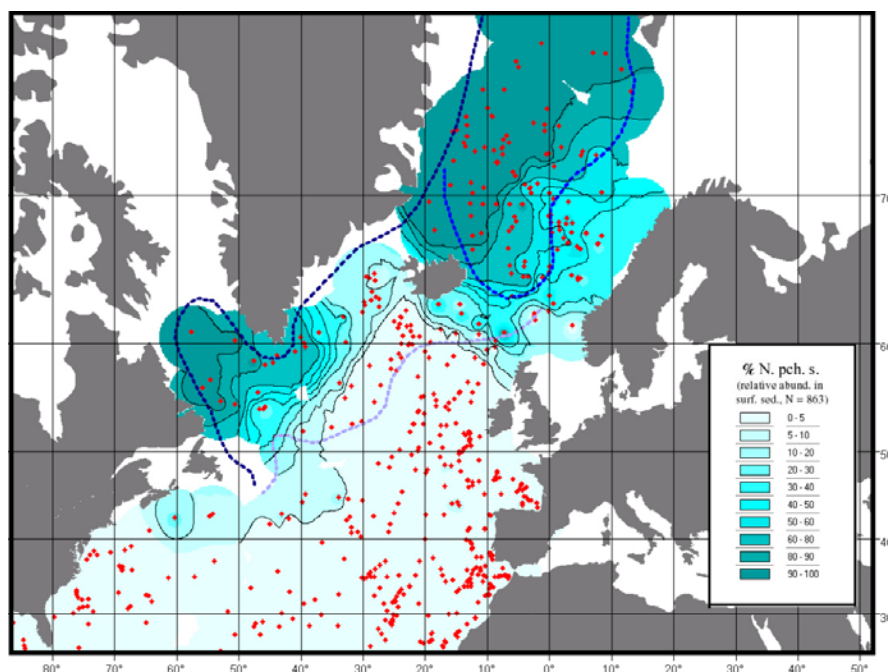 70
60
50
40
30
% N. pch. s.
(relative abund. in
surf. sed., N = 863)
0 - 5
5 - 10
10 - 20
20 - 30
30 - 40
40 - 50
50 - 60
60 - 80
80 - 90
90 - 100
80° 70° 60° 50° 40° 30° 20° 10° 0° 10° 20° 30° 40° 50°